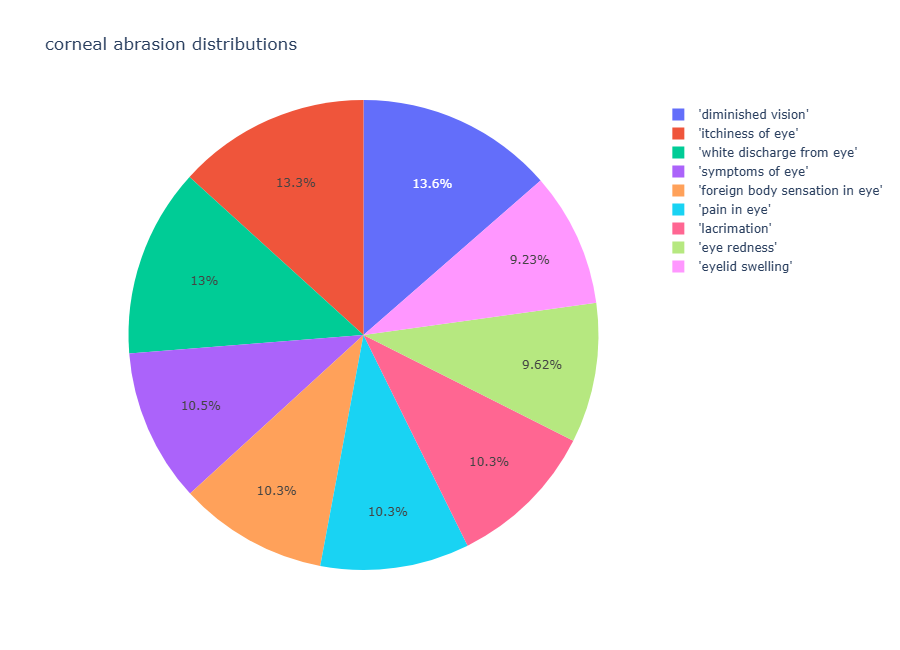 corneal abrasion distributions
'diminished vision'
'itchiness of eye'
'white discharge from eye'
'symptoms of eye'
'foreign body sensation in eye'
'pain in eye'
'lacrimation'
'eye redness'
'eyelid swelling'
13.3%
13.6%
9.23%
13%
9.62%
10.5%
10.3%
10.3%
10.3%